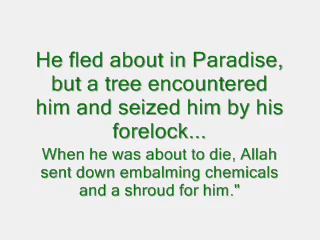 He fled about in Paradise,
but a tree encountered
him and seized him by his
forelock...
When he was about to die, Allah
sent down embalming chemicals
and a shroud for him."